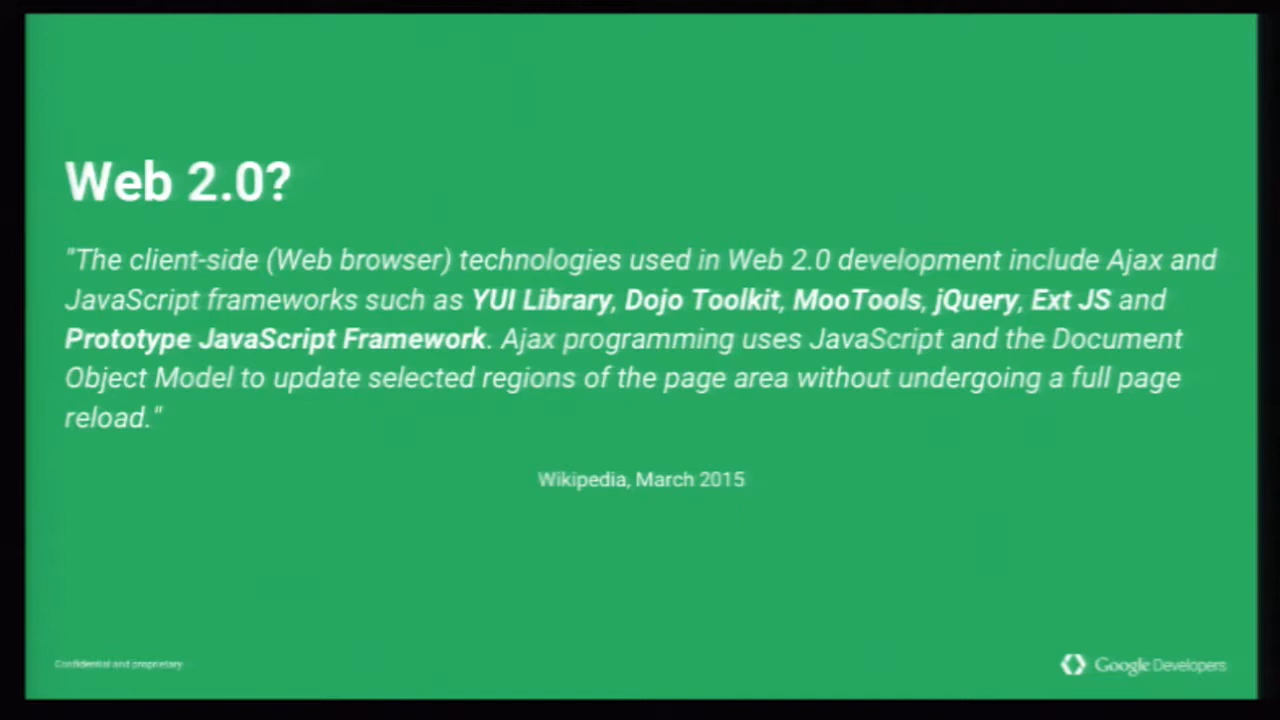 Web 2.0?
"The client-side (Web browser) technologies used in Web 2.0 development include Ajax and
JavaScript frameworks such as YUI Library, Dojo Toolkit, MooTools, jQuery, Ext JS and
Prototype JavaScript Framework. Ajax programming uses JavaScript and the Document
Object Model to update selected regions of the page area without undergoing a full page
reload."
Wikipedia, March 2015
Confidential and proprietary
Google Developers